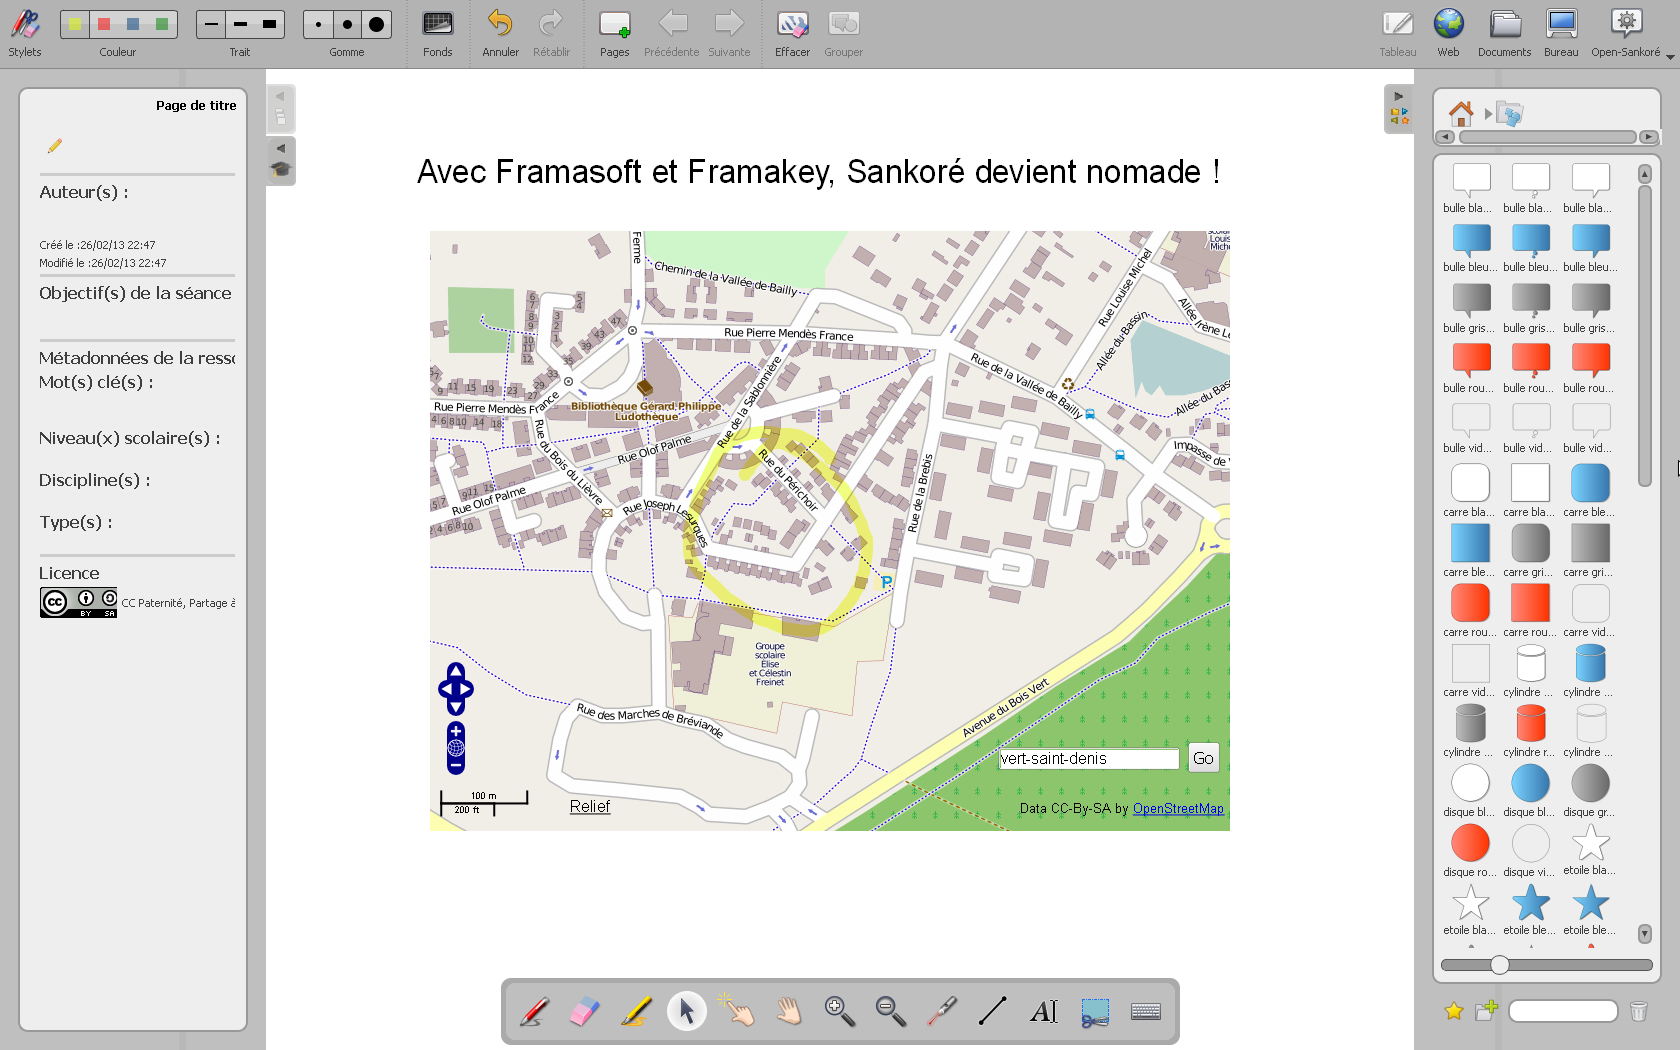 Stylets
Couleur
Trait
Gomme
Fonds
Annuler
Rétablir
Pages
Précédente
Suivante
Effacer
Grouper
Tableau
Web
Documents
Bureau
Open-Sankoré
Page de titre
Auteur(s) :
Créé le :26/02/13 22:47
Modifié le :26/02/13 22:47
Objectif(s) de la séance
Métadonnées de la resso
Mot(s) clé(s) :
Niveau(x) scolaire(s) :
Discipline(s) :
Type(s) :
Licence
CC BY SA
CC Paternité, Partage à
Avec Framasoft et Framakey, Sankoré devient nomade !
Ferme
Chemin de la Vallée de Bailly
Rue Louise Michel
Allée Irène
Allée du Bassin
Rue Pierre Mendès France
Rue de la Vallée de Bailly
Rue de la Sablonnière
Bibliothèque Gérard Philippe
Ludothèque
Rue Pierre Mendès France
Allée du Bass
Rue du Bois du Lièvre
Rue Olof Palme
Rue du Périchoir
Impasse de
Rue Olof Palme
Rue Joseph Lesurques
Rue de la Brebis
P
Groupe
scolaire
Élise
et Célestin
Freinet
Avenue du Bois Vert
Rue des Marches de Bréviande
vert-saint-denis
Go
100 m
200 ft
Relief
Data CC-By-SA by OpenStreetMap
bulle bla... bulle bla... bulle bla...
bulle bleu... bulle bleu... bulle bleu...
bulle gris... bulle gris... bulle gris...
bulle rou... bulle rou... bulle rou...
bulle vid... bulle vid... bulle vid...
carre bla... carre bla... carre ble...
carre ble... carre gri... carre gri...
carre rou... carre rou... carre vid...
carre vid... cylindre ... cylindre ...
cylindre ... cylindre r... cylindre ...
disque bl... disque bl... disque gr...
disque ro... disque vi... etoile bla...
etoile bla... etoile ble... etoile ble...
AI